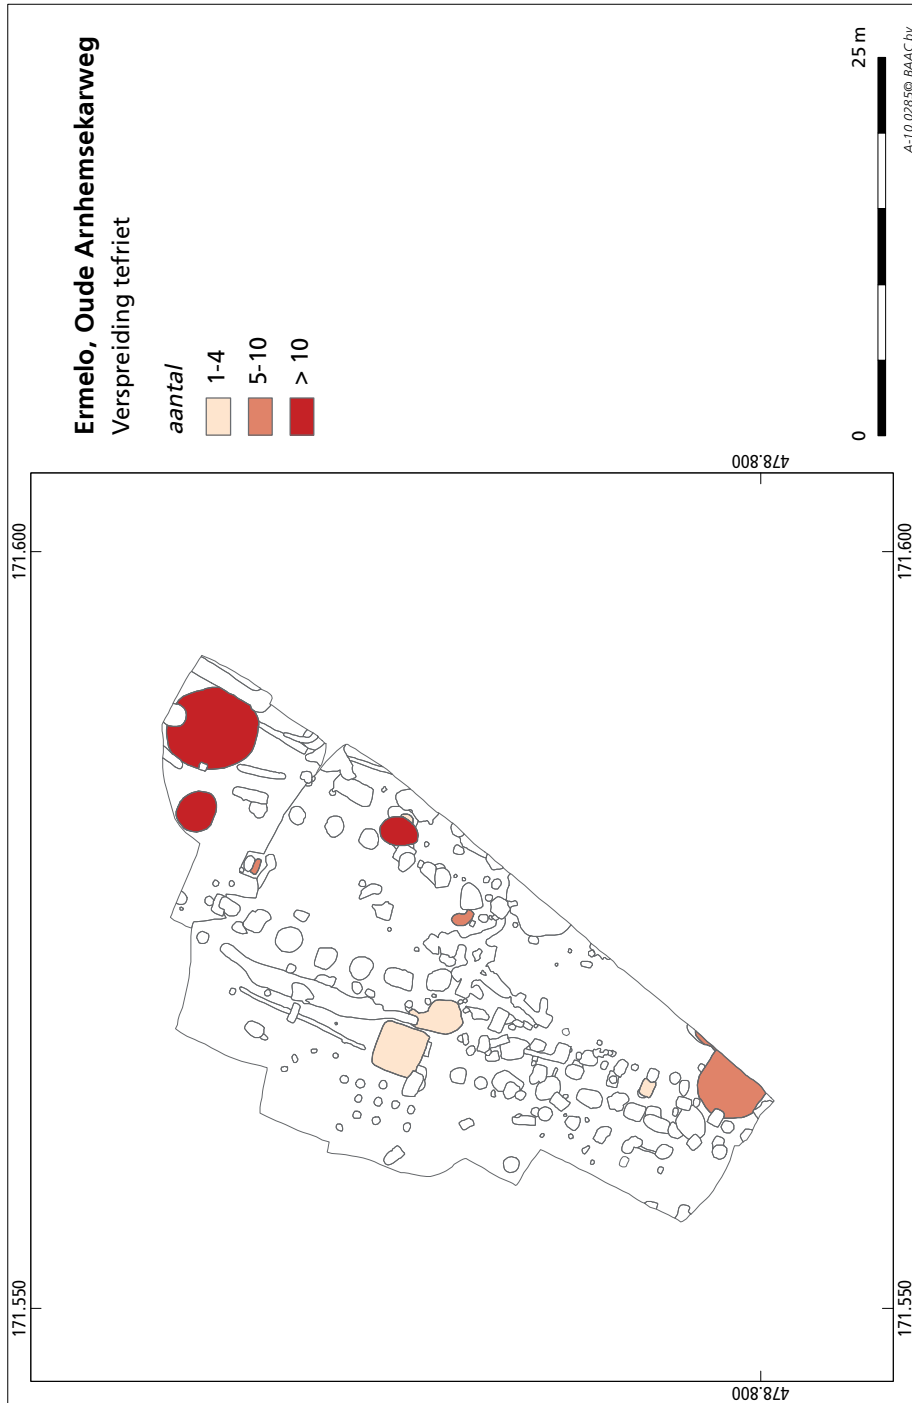 Ermelo, Oude Arnhemsekarweg
Verspreiding tefriet
aantal
1-4
5-10
> 10
0
25 m
A-10.0285© BAAC bv
171.600
171.600
171.550
171.550
478.800
478.800